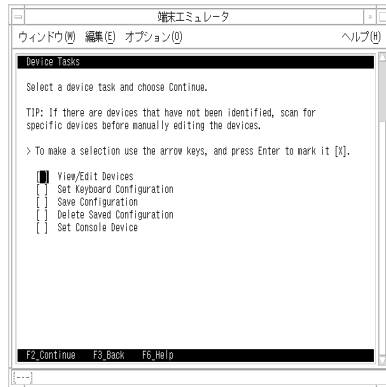 端末エミュレータ
ウィンドウ(W) 編集(E) オプション(O) ヘルプ(H)
Device Tasks
Select a device task and choose Continue.
TIP: If there are devices that have not been identified, scan for
specific devices before manually editing the devices.
> To make a selection use the arrow keys, and press Enter to mark it [X].
[ ] View/Edit Devices
[ ] Set Keyboard Configuration
[ ] Save Configuration
[ ] Delete Saved Configuration
[ ] Set Console Device
F2_Continue F3_Back F6_Help
[---]